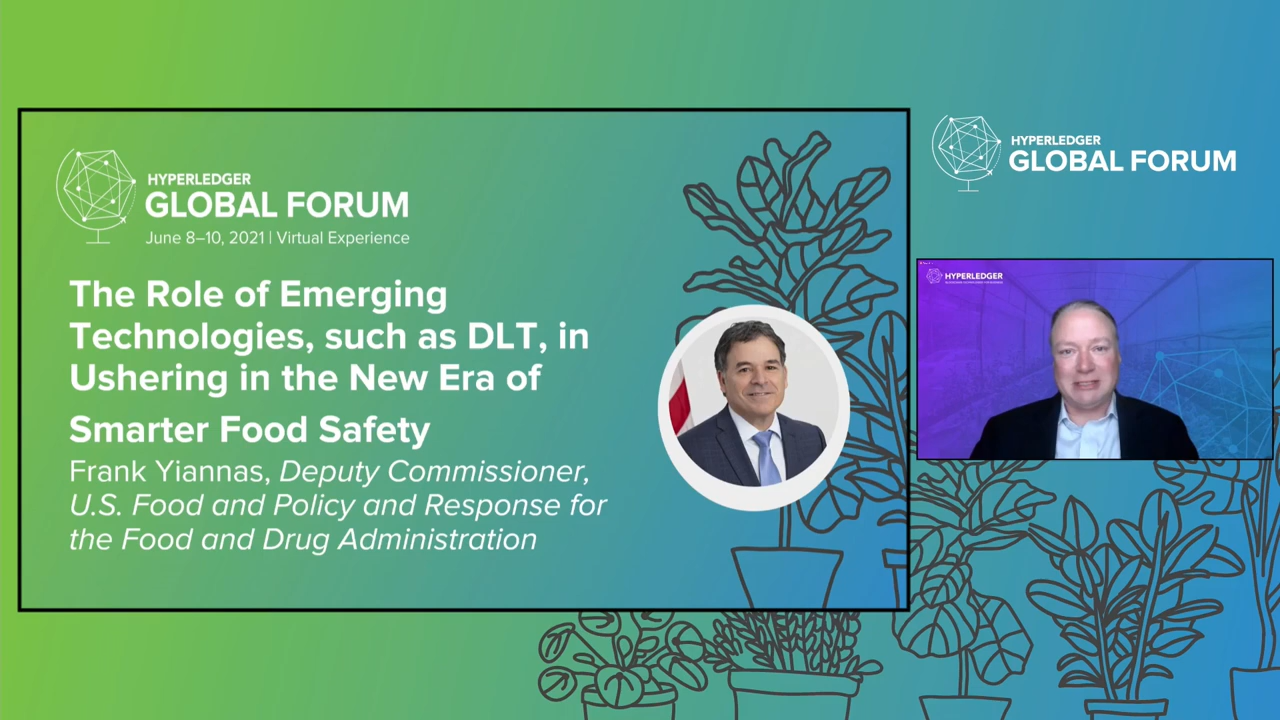 HYPERLEDGER
GLOBAL FORUM
June 8–10, 2021 | Virtual Experience
The Role of Emerging
Technologies, such as DLT, in
Ushering in the New Era of
Smarter Food Safety
Frank Yiannas, Deputy Commissioner,
U.S. Food and Policy and Response for
the Food and Drug Administration
HYPERLEDGER
GLOBAL FORUM
HYPERLEDGER